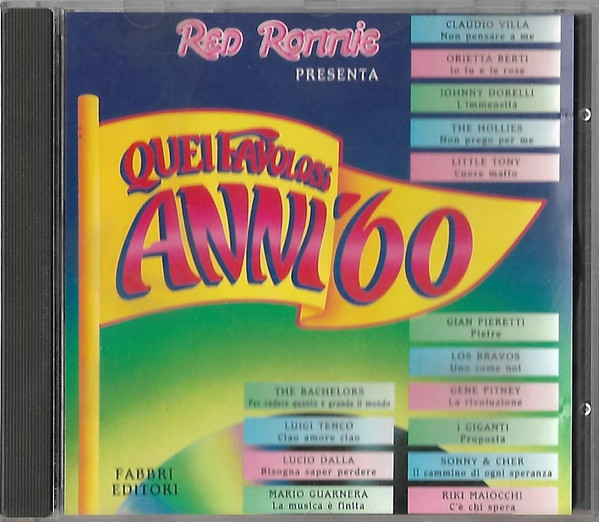 RED RONNIE
PRESENTA
QUEI FAVOLOSI
ANNI '60
CLAUDIO VILLA
Non pensare a me
ORIETTA BERTI
Io tu e le rose
JOHNNY DORELLI
L'immensità
THE HOLLIES
Non prego per me
LITTLE TONY
Cuore matto
GIAN PIERETTI
Pietre
LOS BRAVOS
Uno come noi
GENE PITNEY
La rivoluzione
I GIGANTI
Proposta
SONNY & CHER
Il cammino di ogni speranza
RIKI MAIOCCHI
C'è chi spera
THE BACHELORS
Per vedere quanto è grande il mondo
LUIGI TENCO
Ciao amore ciao
LUCIO DALLA
Bisogna saper perdere
MARIO GUARNERA
La musica è finita
FABBRI
EDITORI